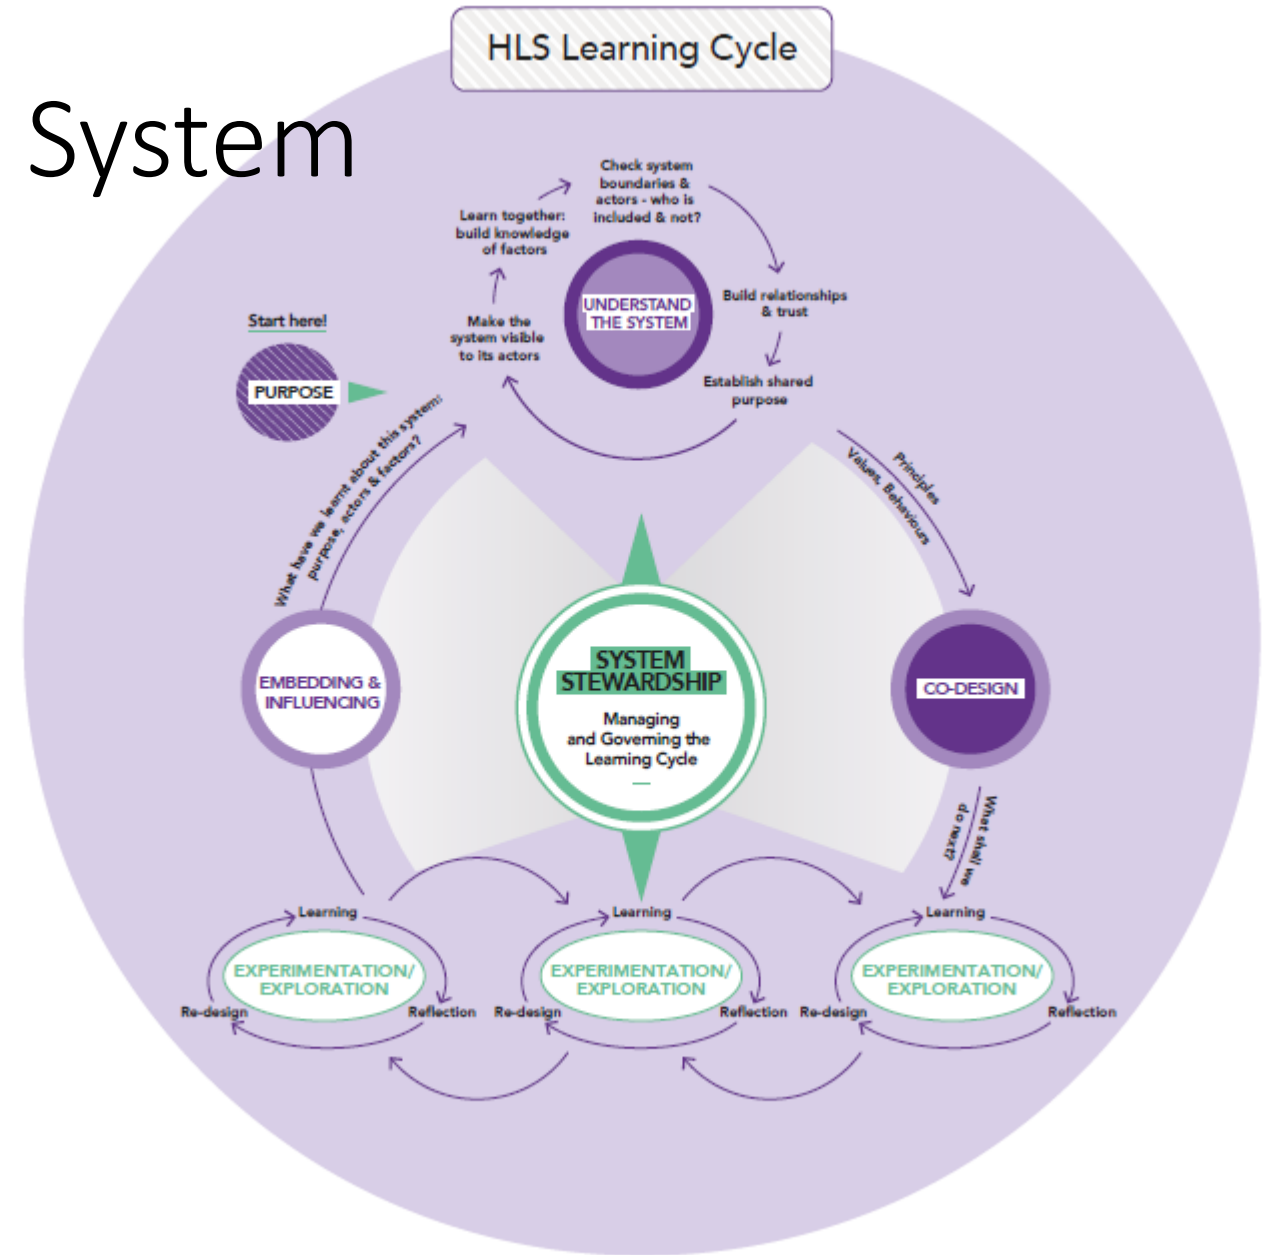 HLS Learning Cycle
System
Check system
boundaries &
actors - who is
included & not?
Learn together:
build knowledge
of factors
UNDERSTAND
THE SYSTEM
Build relationships
& trust
Start here!
PURPOSE
Make the
system visible
to its actors
Establish shared
purpose
What have we learnt about this system:
purpose, actors & factors?
Principles
Values, Behaviours
SYSTEM
STEWARDSHIP
Managing
and Governing the
Learning Cycle
EMBEDDING &
INFLUENCING
CO-DESIGN
What shall we
do next?
Learning
EXPERIMENTATION/
EXPLORATION
Re-design
Reflection
Learning
EXPERIMENTATION/
EXPLORATION
Re-design
Reflection
Learning
EXPERIMENTATION/
EXPLORATION
Re-design
Reflection